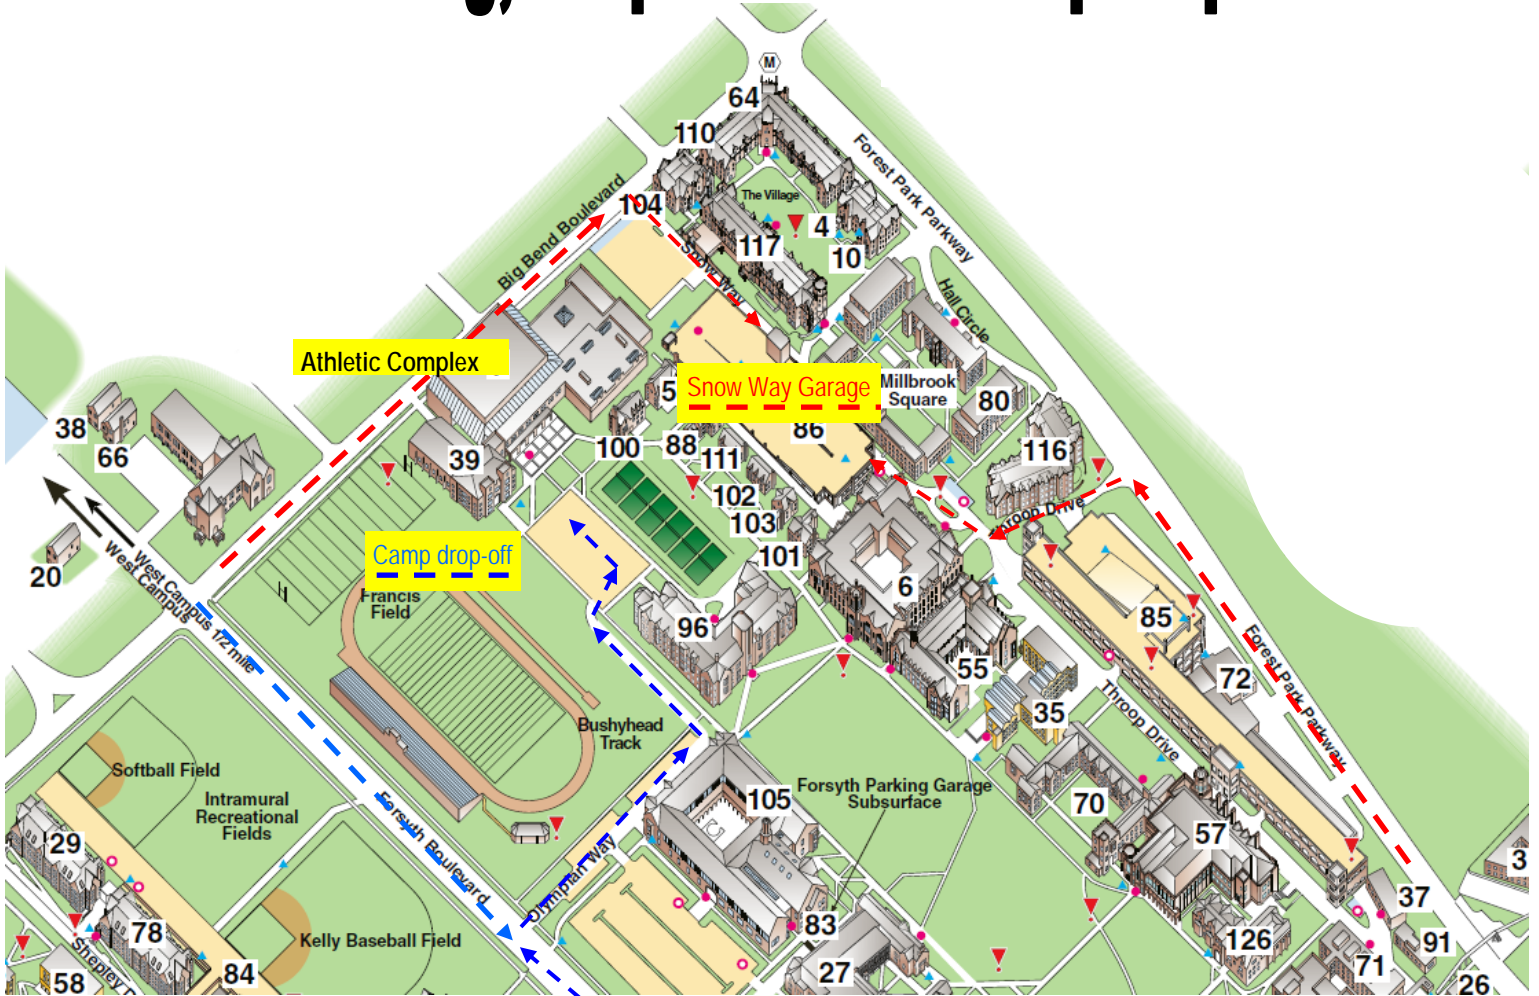 M
64
110
Forest Park Parkway
The Village
104
Big Bend Boulevard
4
117
10
Snow Way
Hall Circle
Athletic Complex
Snow Way Garage
Millbrook
Square
5
80
86
38
66
39
100
88
111
116
102
103
101
Throop Drive
Camp drop-off
20
West Campus 1/2 mile
West Campus
Francis
Field
6
96
85
55
72
35
Forest Park Parkway
Throop Drive
Bushyhead
Track
Softball Field
Intramural
Recreational
Fields
Forsyth Boulevard
105
Forsyth Parking Garage
Subsurface
70
57
29
Olympian Way
3
37
78
Kelly Baseball Field
83
126
91
Shepley D
58
84
27
71
26